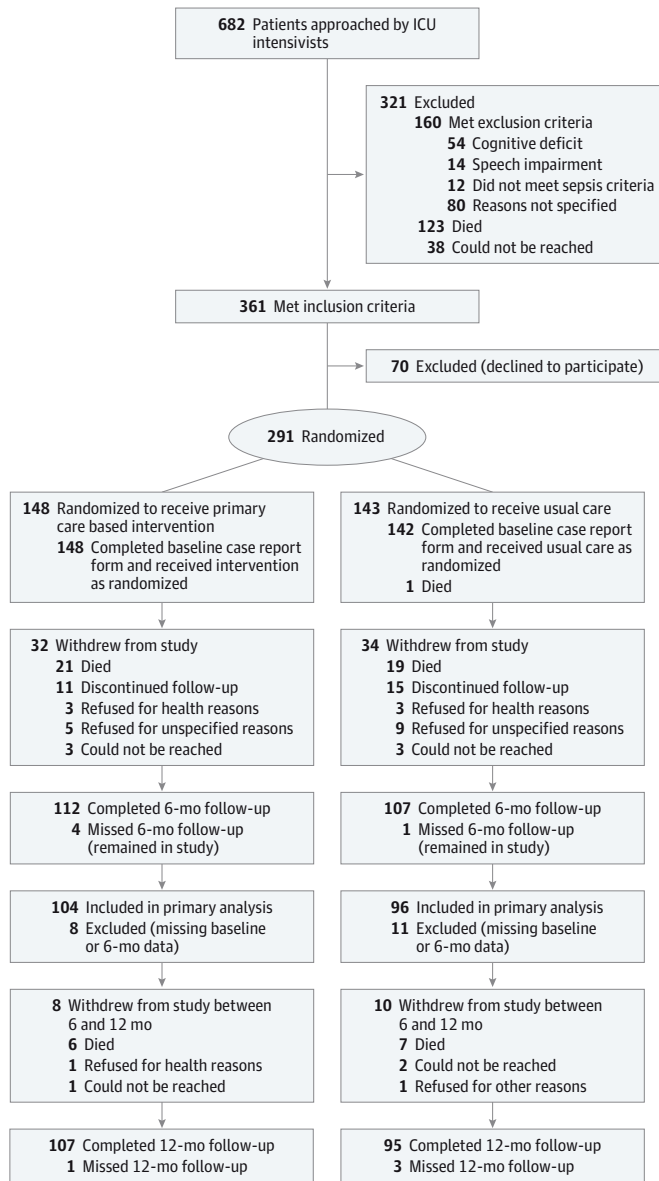 682 Patients approached by ICU
intensivists
321 Excluded
160 Met exclusion criteria
54 Cognitive deficit
14 Speech impairment
12 Did not meet sepsis criteria
80 Reasons not specified
123 Died
38 Could not be reached
361 Met inclusion criteria
70 Excluded (declined to participate)
291 Randomized
148 Randomized to receive primary
care based intervention
148 Completed baseline case report
form and received intervention
as randomized
143 Randomized to receive usual care
142 Completed baseline case report
form and received usual care as
randomized
1 Died
32 Withdrew from study
21 Died
11 Discontinued follow-up
3 Refused for health reasons
5 Refused for unspecified reasons
3 Could not be reached
34 Withdrew from study
19 Died
15 Discontinued follow-up
3 Refused for health reasons
9 Refused for unspecified reasons
3 Could not be reached
112 Completed 6-mo follow-up
4 Missed 6-mo follow-up
(remained in study)
107 Completed 6-mo follow-up
1 Missed 6-mo follow-up
(remained in study)
104 Included in primary analysis
8 Excluded (missing baseline
or 6-mo data)
96 Included in primary analysis
11 Excluded (missing baseline
or 6-mo data)
8 Withdrew from study between
6 and 12 mo
6 Died
1 Refused for health reasons
1 Could not be reached
10 Withdrew from study between
6 and 12 mo
7 Died
2 Could not be reached
1 Refused for other reasons
107 Completed 12-mo follow-up
1 Missed 12-mo follow-up
95 Completed 12-mo follow-up
3 Missed 12-mo follow-up